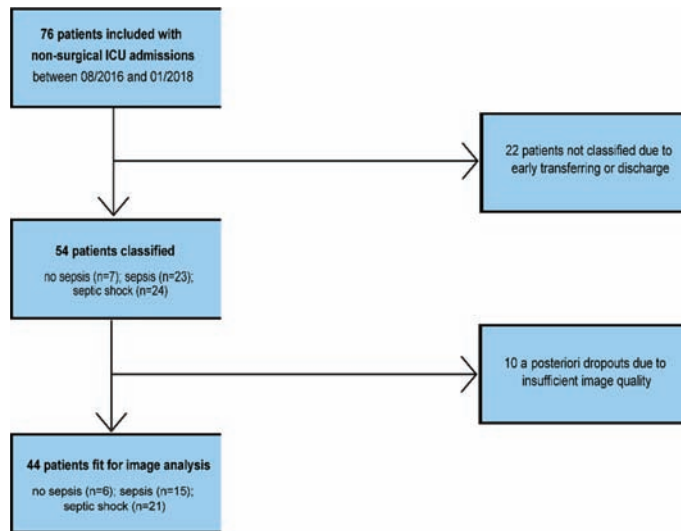 76 patients included with
non-surgical ICU admissions
between 08/2016 and 01/2018
22 patients not classified due to
early transferring or discharge
54 patients classified
no sepsis (n=7); sepsis (n=23);
septic shock (n=24)
10 a posteriori dropouts due to
insufficient image quality
44 patients fit for image analysis
no sepsis (n=6); sepsis (n=15);
septic shock (n=21)